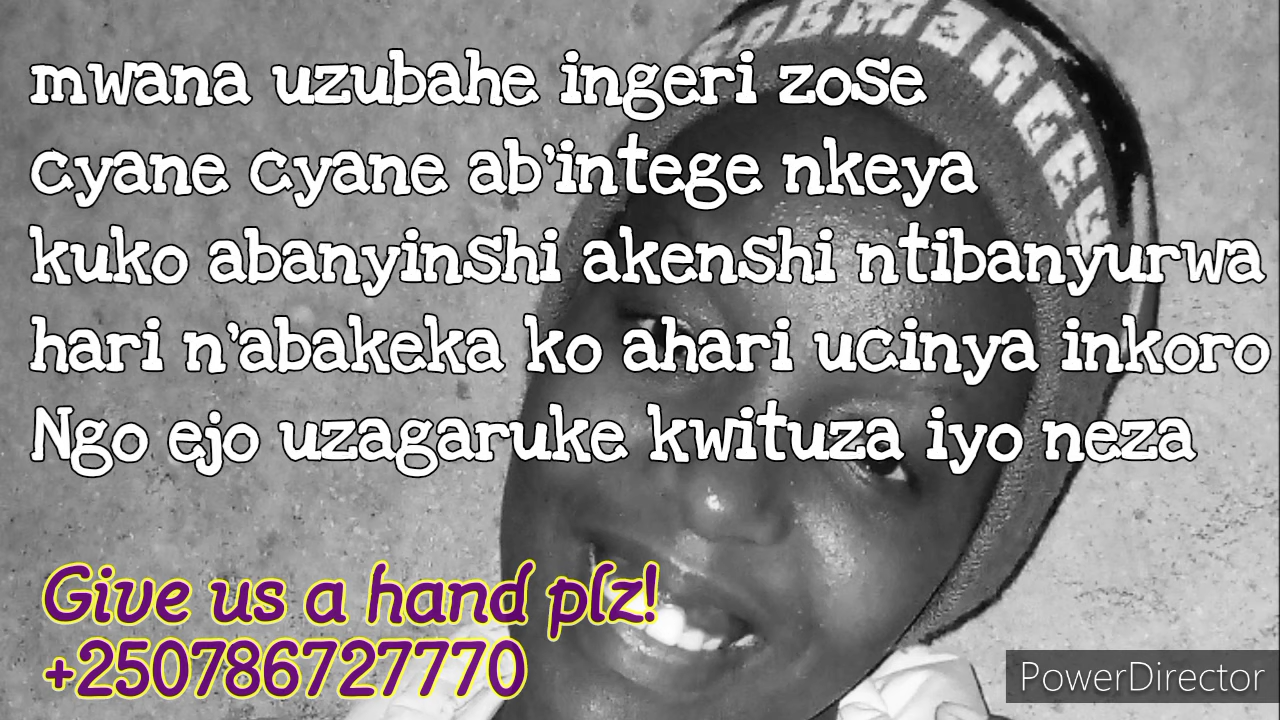 mwana uzubahe ingeri zose
cyane cyane ab'intege nkeya
kuko abanyinshi akenshi ntibanyurwa
hari n'abakeka ko ahari ucinya inkoro
Ngo ejo uzagaruke kwituza iyo neza
Give us a hand plz!
+250786727770
PowerDirector